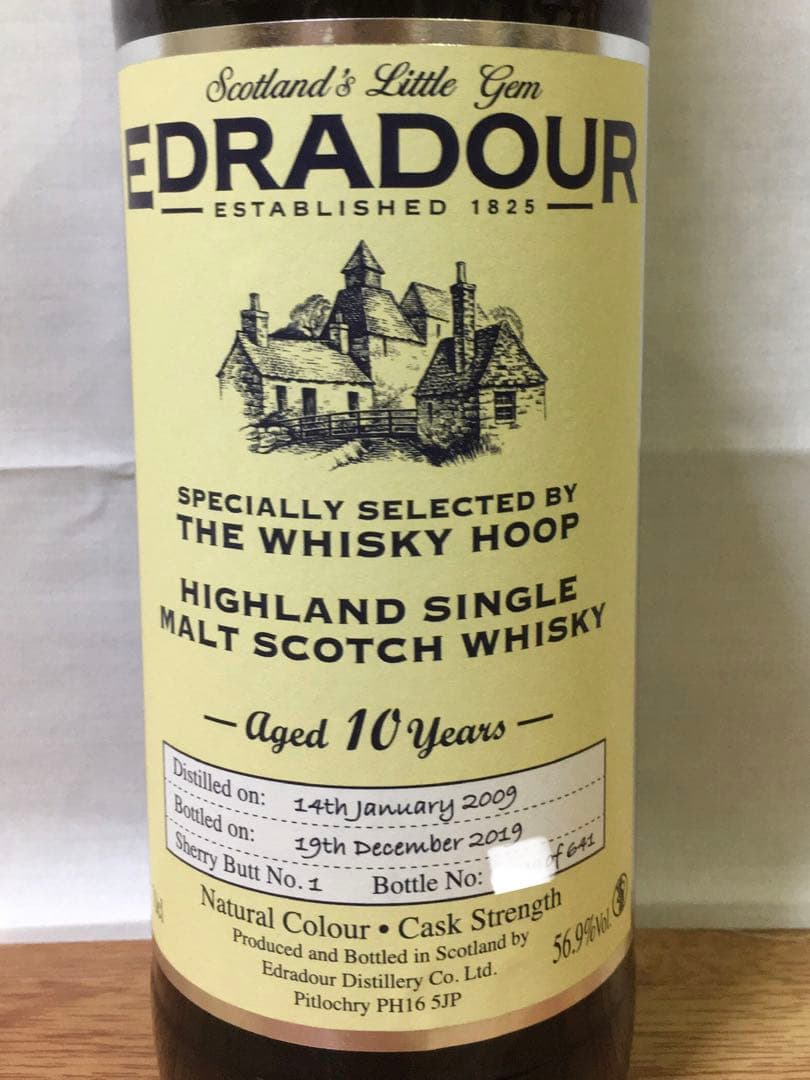 Scotland's Little Gem
EDRADOUR
ESTABLISHED 1825
SPECIALLY SELECTED BY
THE WHISKY HOOP
HIGHLAND SINGLE
MALT SCOTCH WHISKY
Aged 10 Years
Distilled on: 14th January 2009
Bottled on: 19th December 2019
Sherry Butt No. 1 Bottle No: of 641
Natural Colour • Cask Strength
Produced and Bottled in Scotland by
56.9%Vol.
Edradour Distillery Co. Ltd.
Pitlochry PH16 5JP